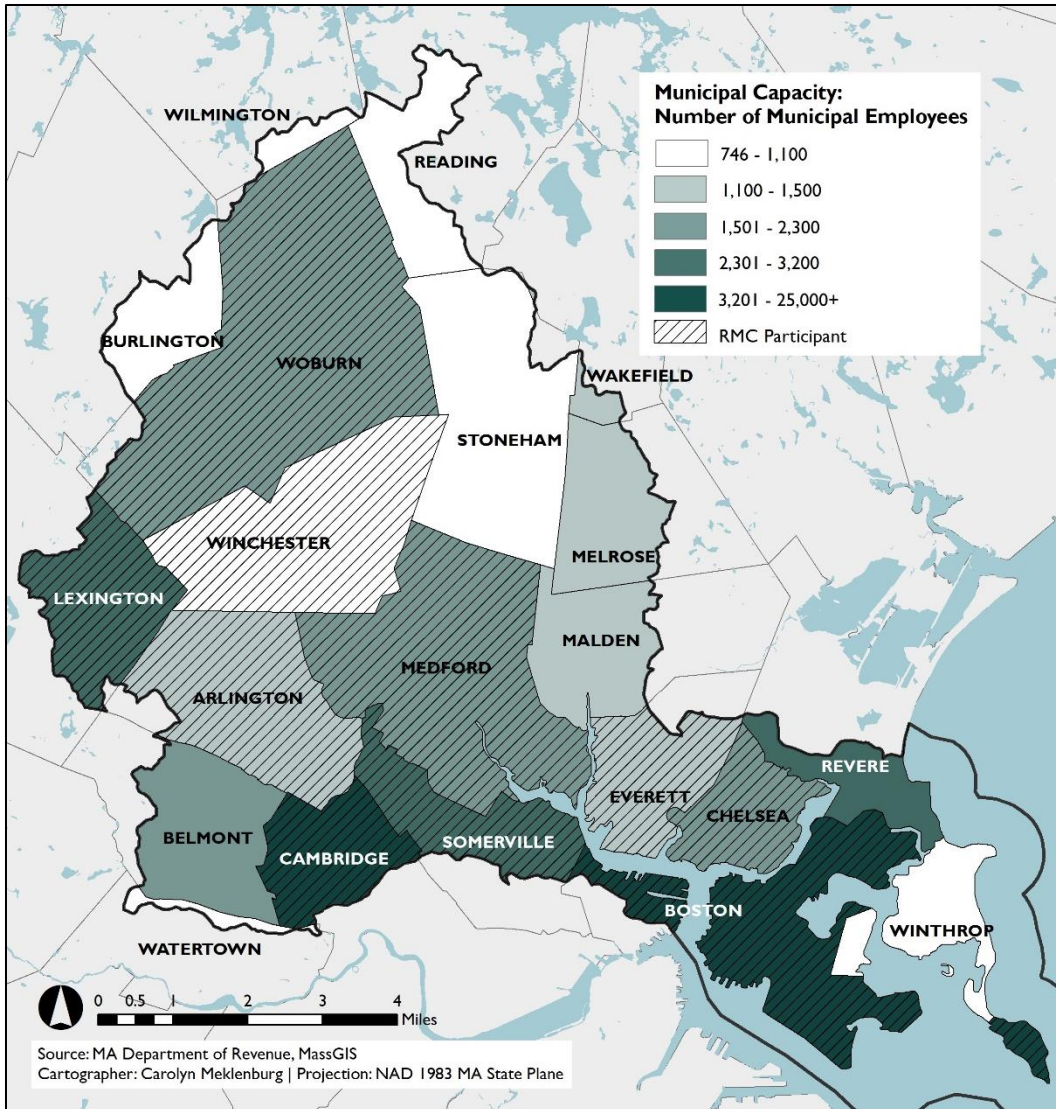 WILMINGTON
READING
Municipal Capacity:
Number of Municipal Employees
746 - 1,100
1,100 - 1,500
1,501 - 2,300
2,301 - 3,200
3,201 - 25,000+
RMC Participant
BURLINGTON
WOBURN
WAKEFIELD
STONEHAM
WINCHESTER
MELROSE
LEXINGTON
MALDEN
MEDFORD
ARLINGTON
REVERE
EVERETT
CHELSEA
BELMONT
SOMERVILLE
CAMBRIDGE
BOSTON
WINTHROP
WATERTOWN
0 0.5 1 2 3 4
Miles
Source: MA Department of Revenue, MassGIS
Cartographer: Carolyn Meklenburg | Projection: NAD 1983 MA State Plane